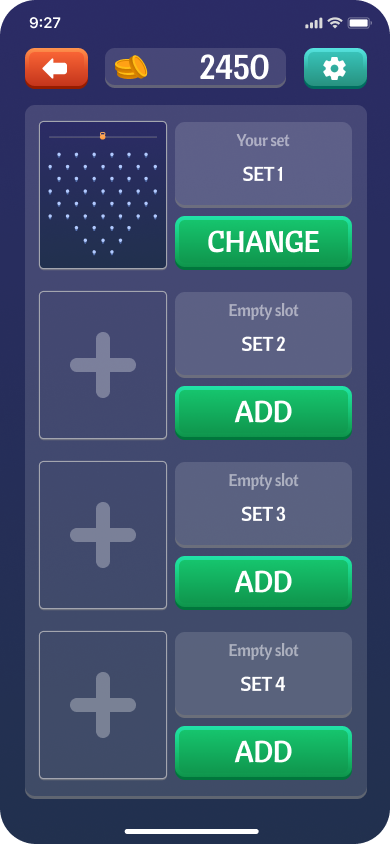 9:27
2450
Your set
SET 1
CHANGE
Empty slot
SET 2
ADD
Empty slot
SET 3
ADD
Empty slot
SET 4
ADD